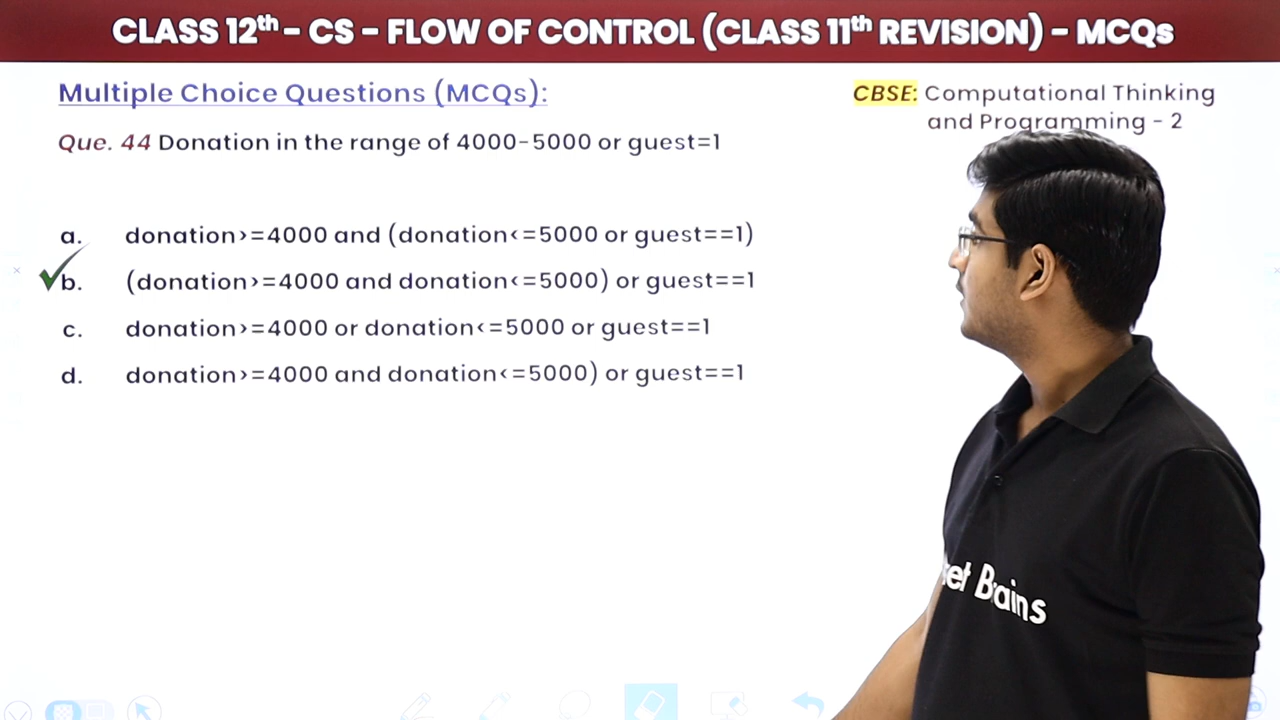 CLASS 12th – CS – FLOW OF CONTROL (CLASS 11th REVISION) – MCQs
Multiple Choice Questions (MCQs):
CBSE: Computational Thinking
and Programming - 2
Que. 44 Donation in the range of 4000-5000 or guest=1
a. donation>=4000 and (donation<=5000 or guest==1)
b. (donation>=4000 and donation<=5000) or guest==1
c. donation>=4000 or donation<=5000 or guest==1
d. donation>=4000 and donation<=5000) or guest==1
Brains